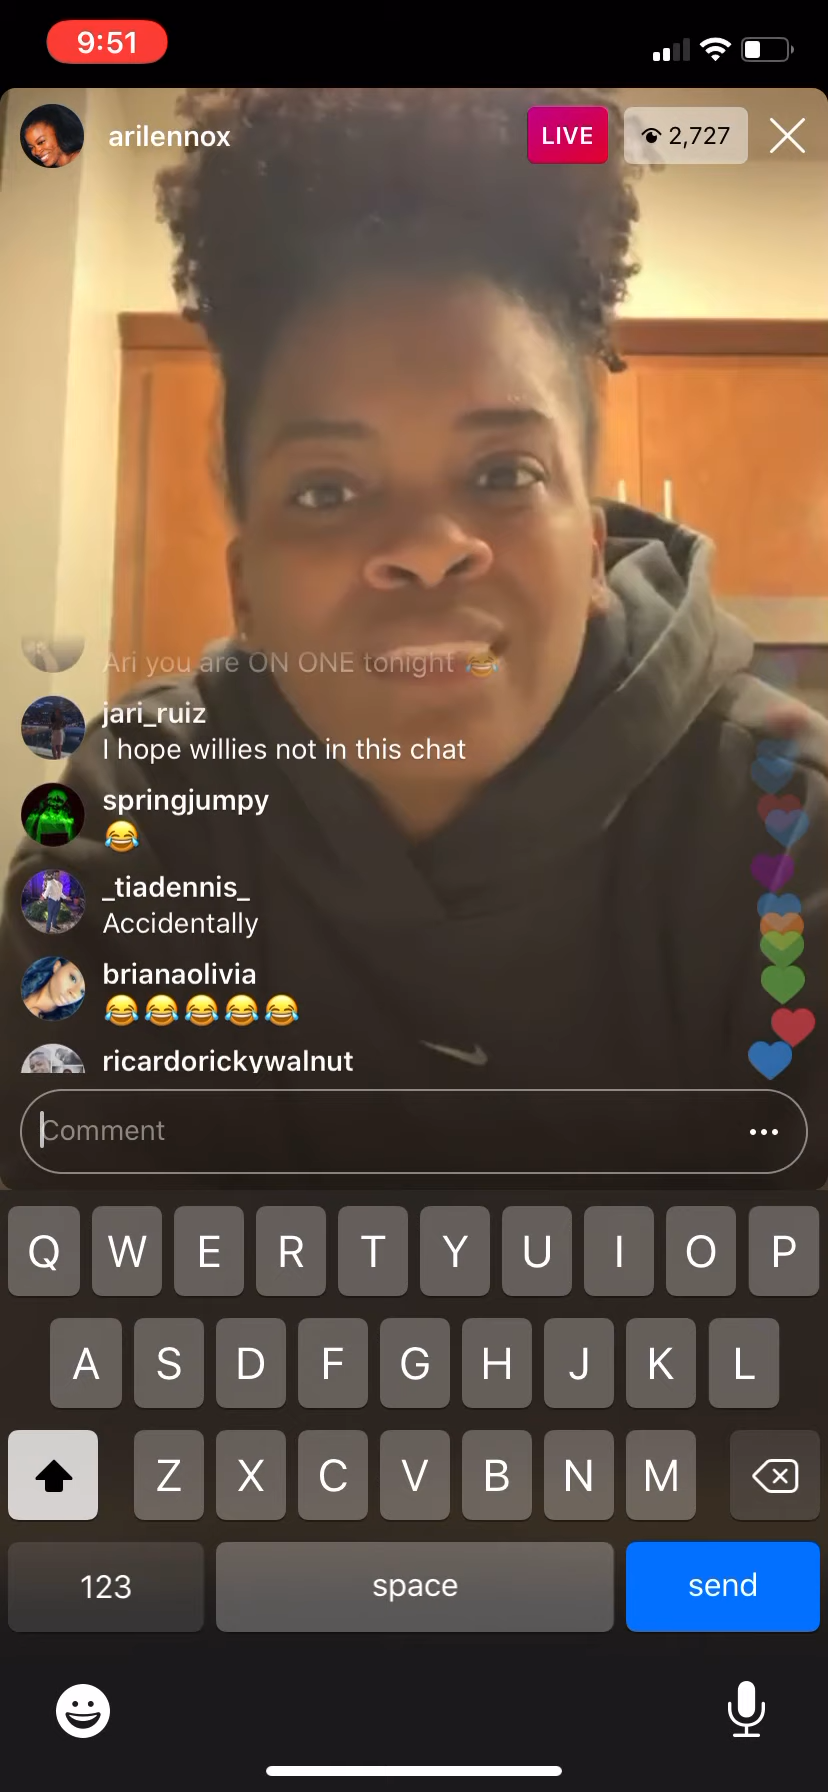 9:51
arilennox
LIVE
2,727
Ari you are ON ONE tonight 😂
jari_ruiz
I hope willies not in this chat
springjumpy
😂
_tiadennis_
Accidentally
brianaolivia
😂😂😂😂😂
ricardorickywalnut
Comment
Q W E R T Y U I O P
A S D F G H J K L
Z X C V B N M
123 space send